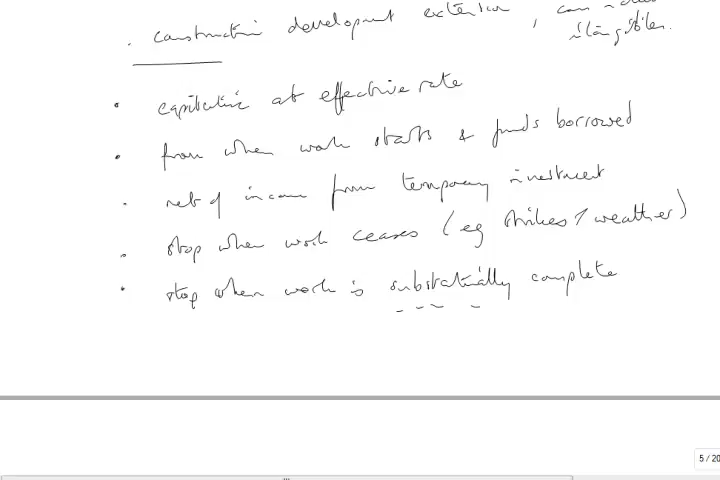 . construction development extension, can
intangibles.
• capitalise at effective rate
• from when work starts & funds borrowed
. net of income from temporary investment
. stop when work ceases (eg strikes / weather)
• stop when work is substantially complete
5 / 20